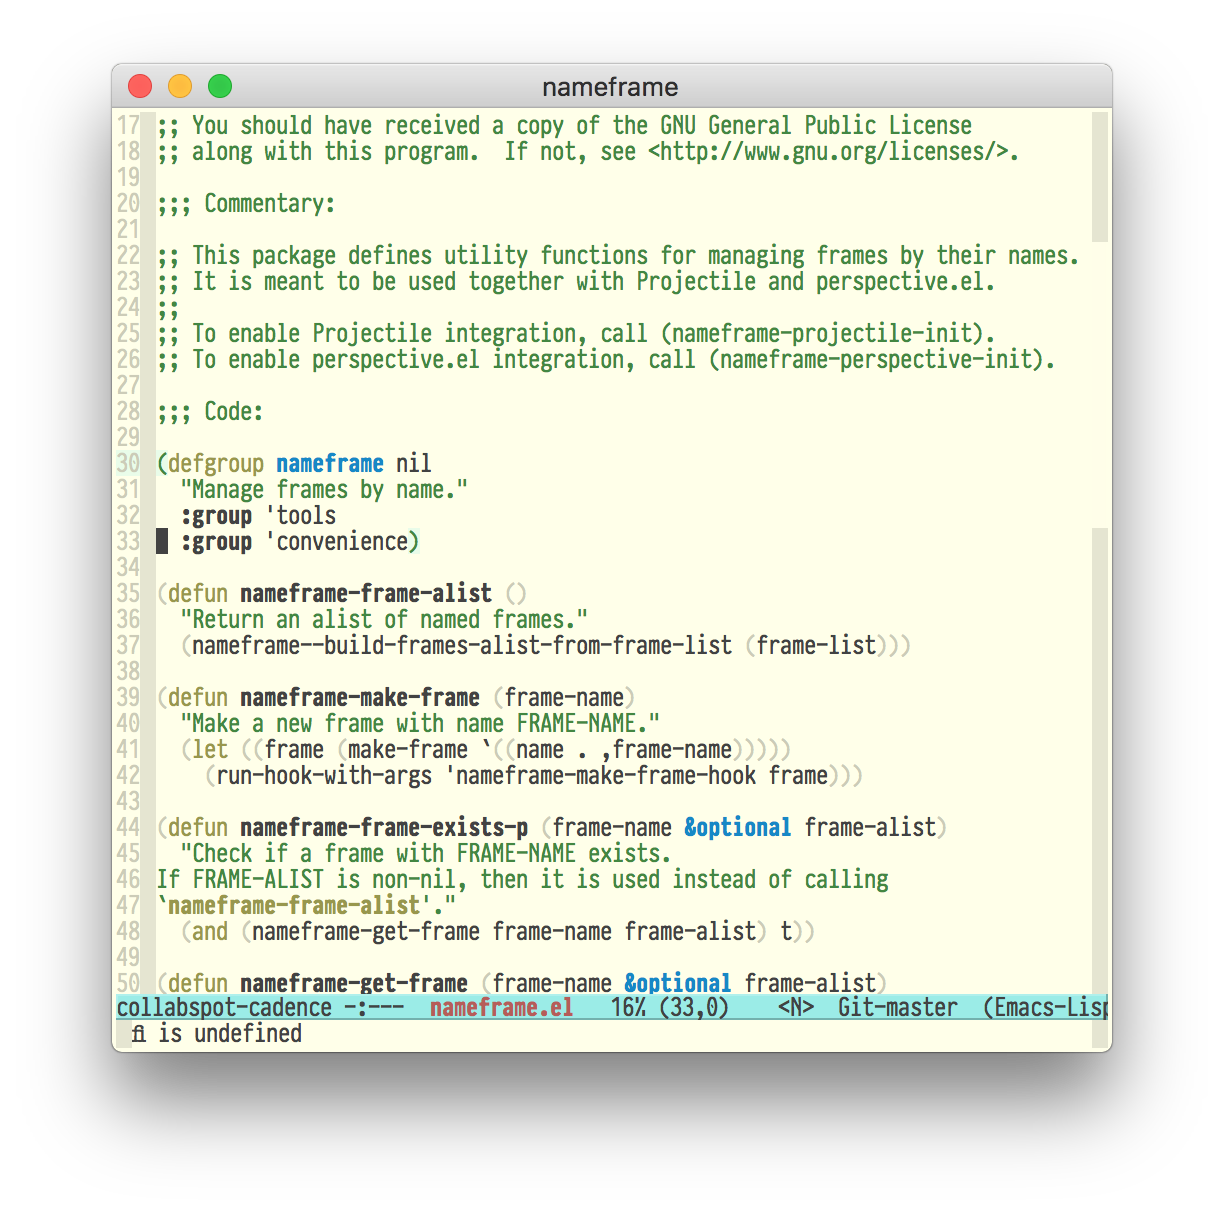 nameframe
17 ;; You should have received a copy of the GNU General Public License
18 ;; along with this program.  If not, see <http://www.gnu.org/licenses/>.
19
20 ;;; Commentary:
21
22 ;; This package defines utility functions for managing frames by their names.
23 ;; It is meant to be used together with Projectile and perspective.el.
24 ;;
25 ;; To enable Projectile integration, call (nameframe-projectile-init).
26 ;; To enable perspective.el integration, call (nameframe-perspective-init).
27
28 ;;; Code:
29
30 (defgroup nameframe nil
31   "Manage frames by name."
32   :group 'tools
33   :group 'convenience)
34
35 (defun nameframe-frame-alist ()
36   "Return an alist of named frames."
37   (nameframe--build-frames-alist-from-frame-list (frame-list)))
38
39 (defun nameframe-make-frame (frame-name)
40   "Make a new frame with name FRAME-NAME."
41   (let ((frame (make-frame `((name . ,frame-name)))))
42     (run-hook-with-args 'nameframe-make-frame-hook frame)))
43
44 (defun nameframe-frame-exists-p (frame-name &optional frame-alist)
45   "Check if a frame with FRAME-NAME exists.
46 If FRAME-ALIST is non-nil, then it is used instead of calling
47 `nameframe-frame-alist'."
48   (and (nameframe-get-frame frame-name frame-alist) t))
49
50 (defun nameframe-get-frame (frame-name &optional frame-alist)
collabspot-cadence -:---  nameframe.el   16% (33,0)    <N>  Git-master  (Emacs-Lisp
ﬁ is undefined